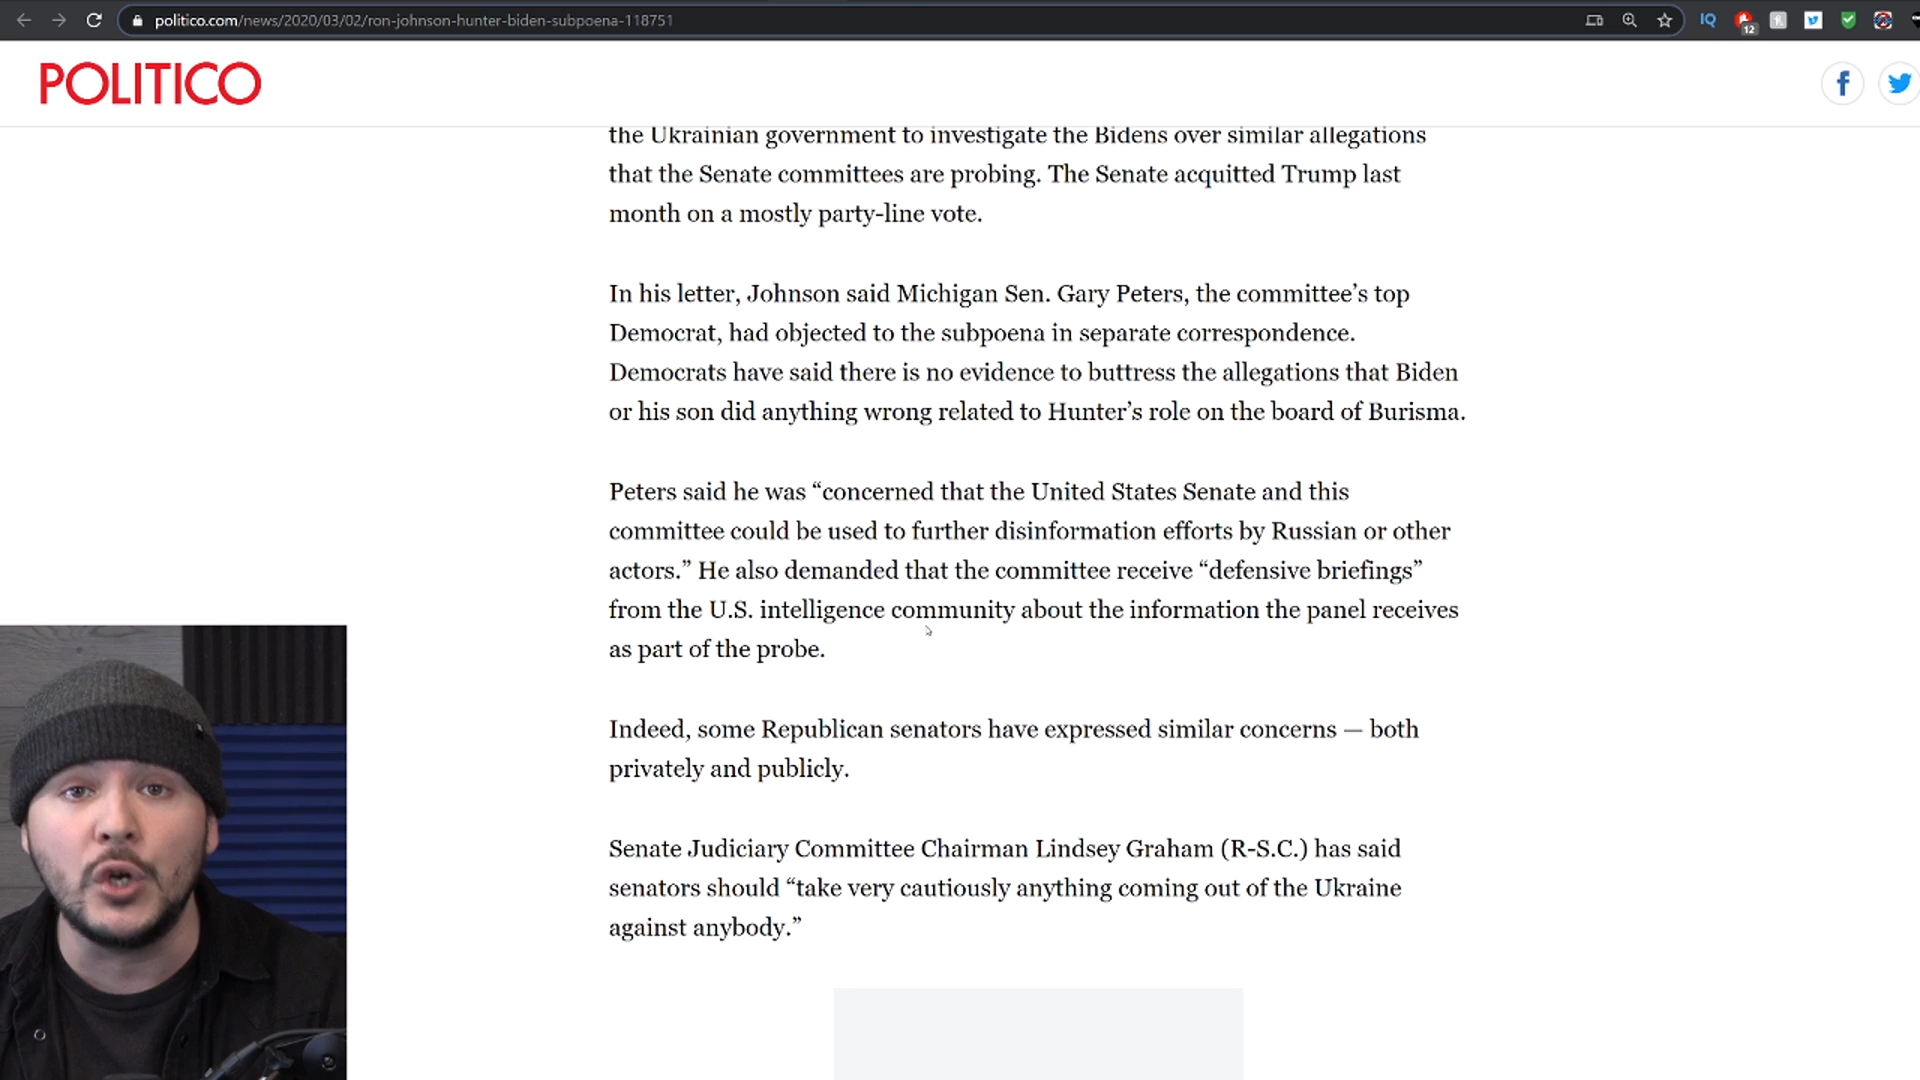 politico.com/news/2020/03/02/ron-johnson-hunter-biden-subpoena-118751
IQ
12
POLITICO
the Ukrainian government to investigate the Bidens over similar allegations
that the Senate committees are probing. The Senate acquitted Trump last
month on a mostly party-line vote.
In his letter, Johnson said Michigan Sen. Gary Peters, the committee’s top
Democrat, had objected to the subpoena in separate correspondence.
Democrats have said there is no evidence to buttress the allegations that Biden
or his son did anything wrong related to Hunter’s role on the board of Burisma.
Peters said he was “concerned that the United States Senate and this
committee could be used to further disinformation efforts by Russian or other
actors.” He also demanded that the committee receive “defensive briefings”
from the U.S. intelligence community about the information the panel receives
as part of the probe.
Indeed, some Republican senators have expressed similar concerns — both
privately and publicly.
Senate Judiciary Committee Chairman Lindsey Graham (R-S.C.) has said
senators should “take very cautiously anything coming out of the Ukraine
against anybody.”